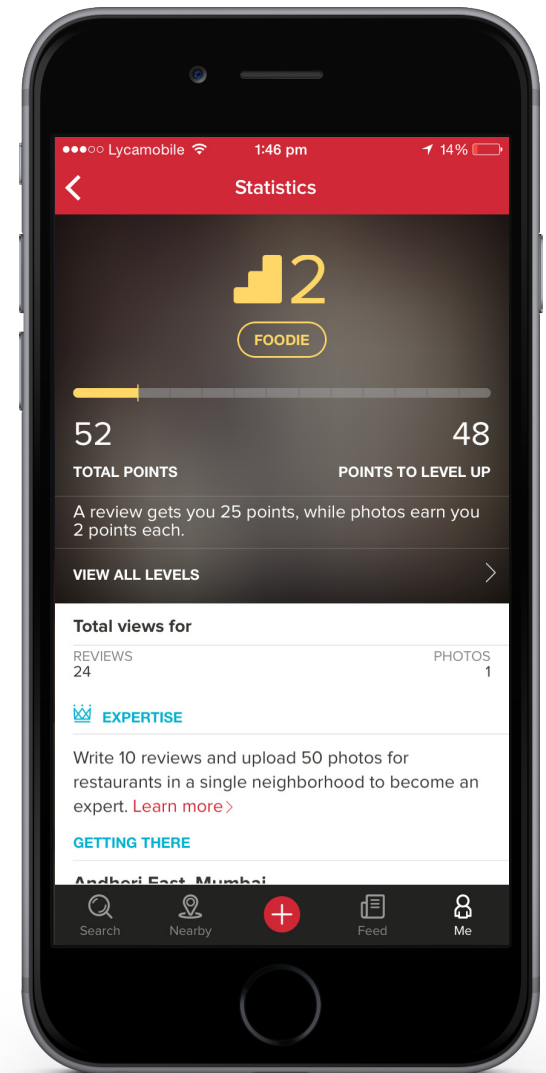 ●●●○○ Lycamobile 1:46 pm 14%
Statistics
2
FOODIE
52 48
TOTAL POINTS POINTS TO LEVEL UP
A review gets you 25 points, while photos earn you
2 points each.
VIEW ALL LEVELS
Total views for
REVIEWS PHOTOS
24 1
EXPERTISE
Write 10 reviews and upload 50 photos for
restaurants in a single neighborhood to become an
expert. Learn more >
GETTING THERE
Andheri East, Mumbai
Search Nearby Feed Me